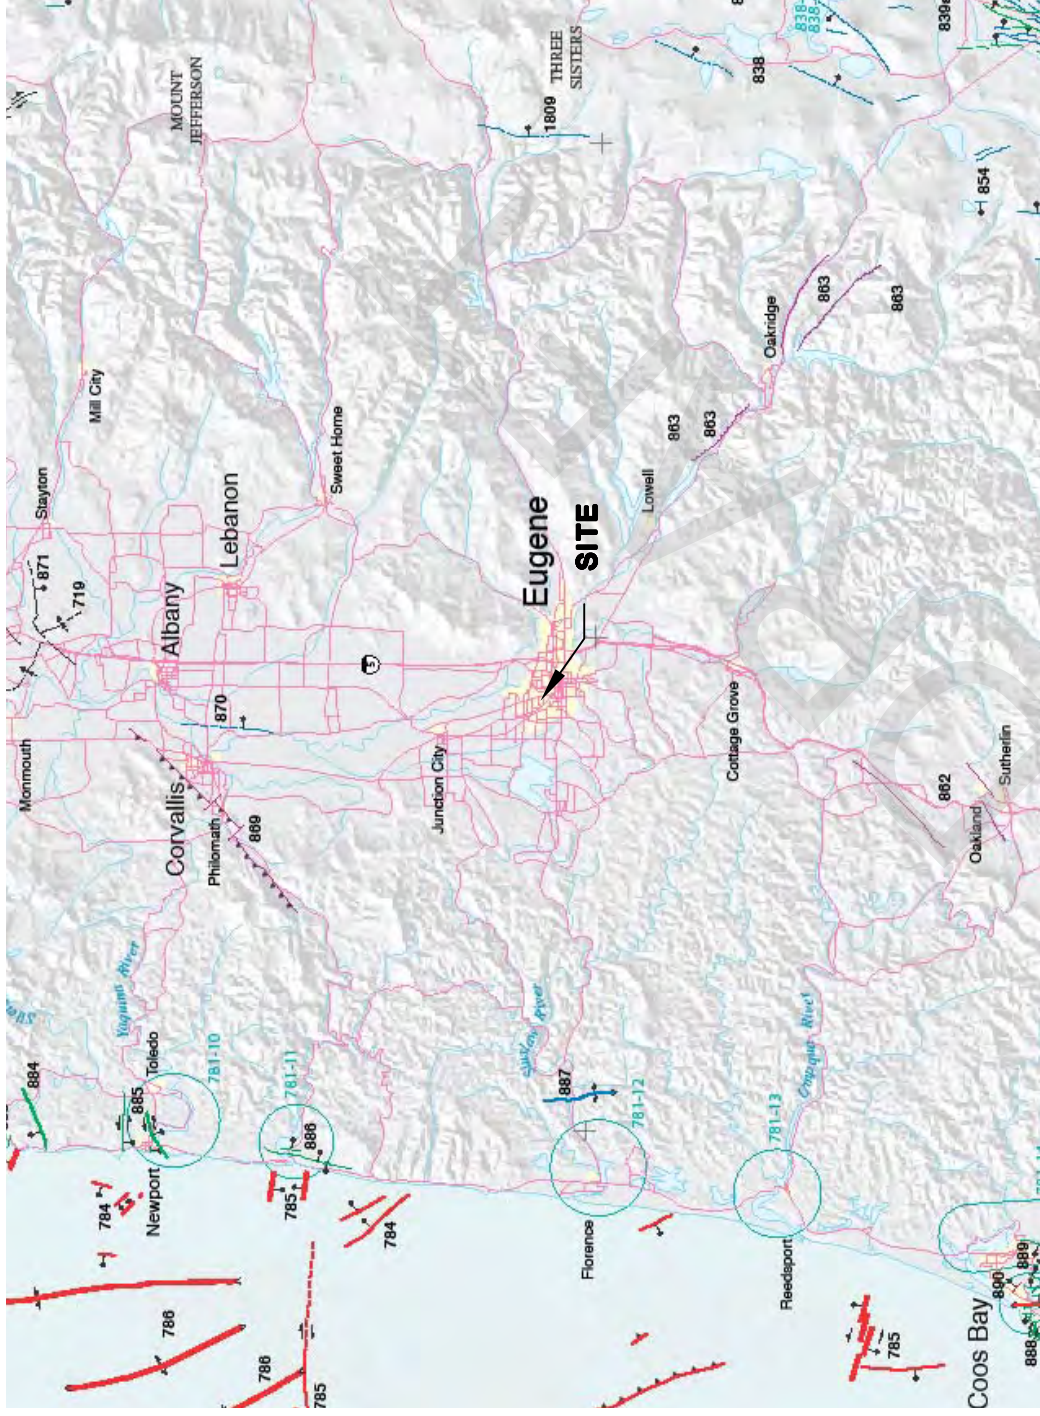 838-
838-
838
839
THREE
SISTERS
MOUNT
JEFFERSON
1809
854
863
863
Oakridge
863
863
Mill City
Stayton
Sweet Home
Lebanon
Lowell
Eugene
SITE
871
719
Albany
870
5
Monmouth
Corvallis
Philomath
869
Junction City
Cottage Grove
862
Sutherlin
Oakland
Yaquina River
Siuslaw River
Umpqua River
884
885
Toledo
781-10
781-11
886
887
781-12
781-13
Newport
784
785
784
Florence
Reedsport
786
786
785
785
Coos Bay
890
889
888